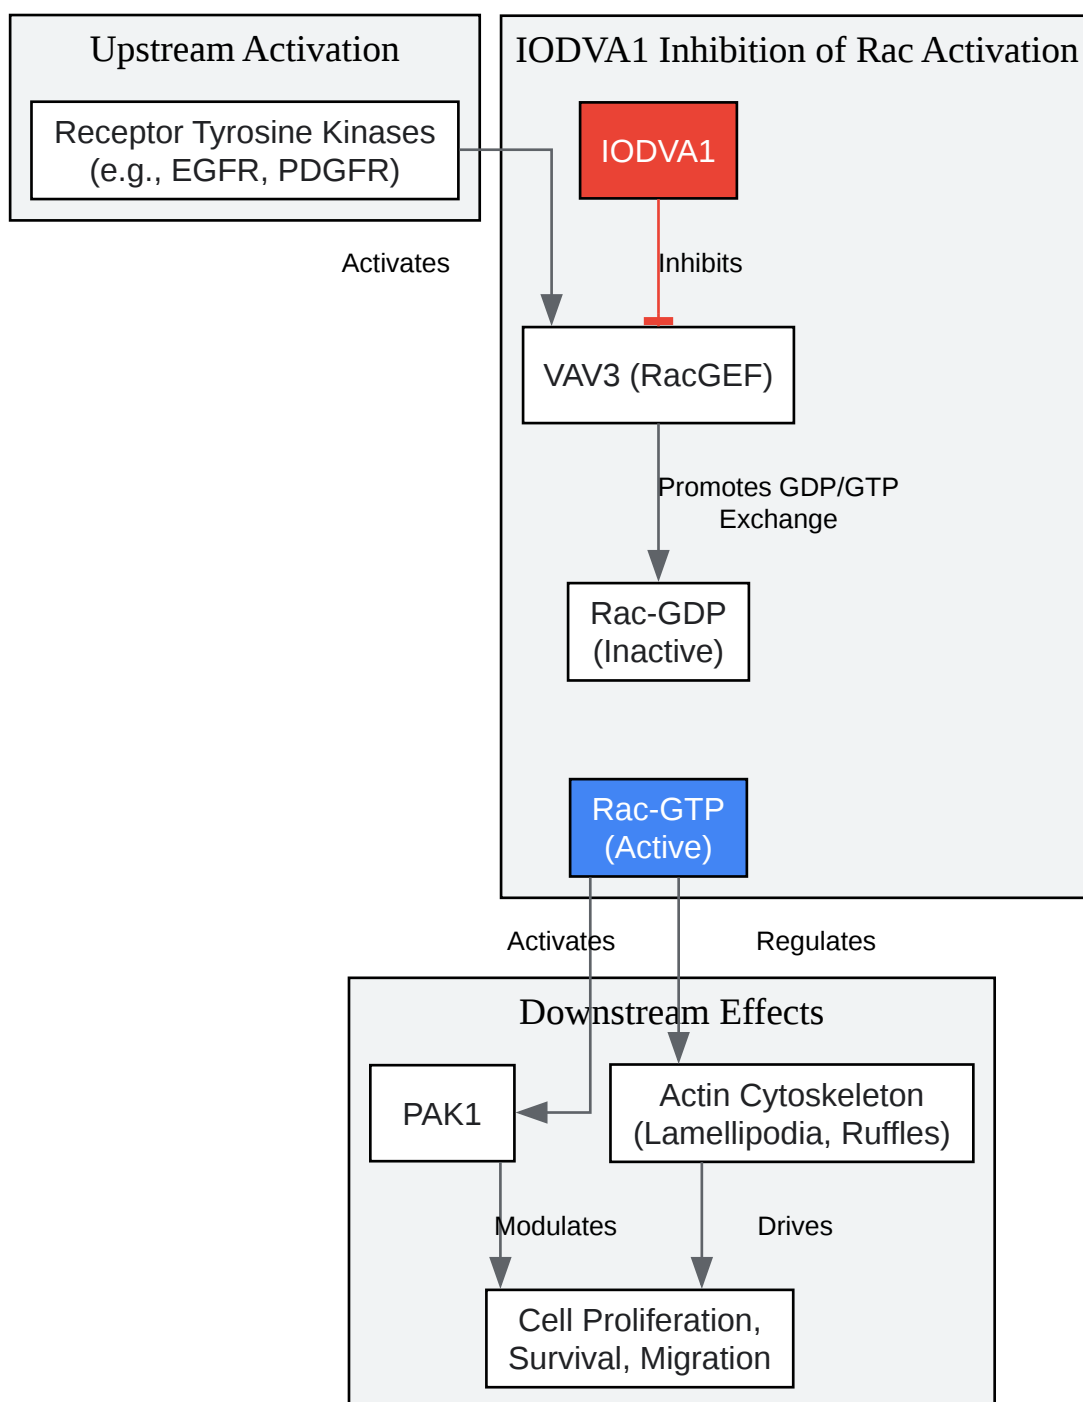 Upstream Activation
Receptor Tyrosine Kinases
(e.g., EGFR, PDGFR)
IODVA1 Inhibition of Rac Activation
IODVA1
Activates
Inhibits
VAV3 (RacGEF)
Promotes GDP/GTP
Exchange
Rac-GDP
(Inactive)
Rac-GTP
(Active)
Activates
Regulates
Downstream Effects
PAK1
Actin Cytoskeleton
(Lamellipodia, Ruffles)
Modulates
Drives
Cell Proliferation,
Survival, Migration